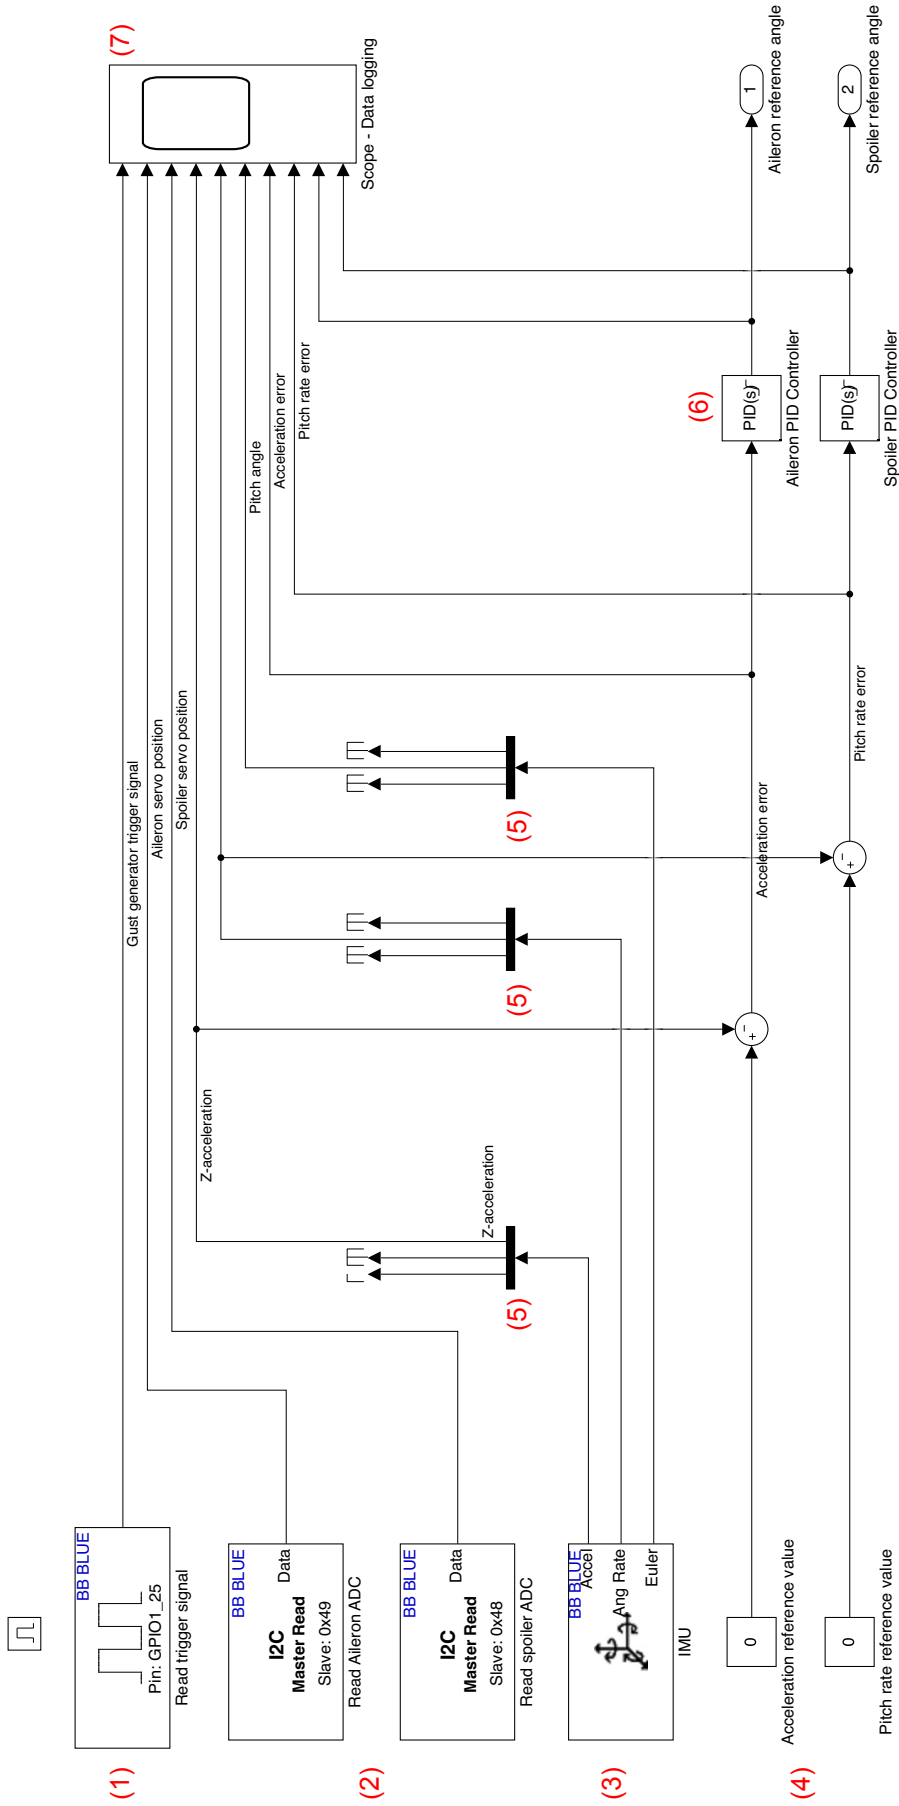 (1)
BB BLUE
Pin: GPIO1_25
Read trigger signal
(2)
BB BLUE
I2C
Master Read
Slave: 0x49
Data
Read Aileron ADC
BB BLUE
I2C
Master Read
Slave: 0x48
Data
Read spoiler ADC
(3)
BB BLUE
Accel
Ang Rate
Euler
IMU
(4)
0
Acceleration reference value
0
Pitch rate reference value
(5)
Z-acceleration
Z-acceleration
(5)
(5)
Gust generator trigger signal
Aileron servo position
Spoiler servo position
+
−
Acceleration error
+
−
Pitch rate error
Pitch angle
Acceleration error
Pitch rate error
(6)
PID(s)
Aileron PID Controller
PID(s)
Spoiler PID Controller
(7)
Scope - Data logging
1
Aileron reference angle
2
Spoiler reference angle